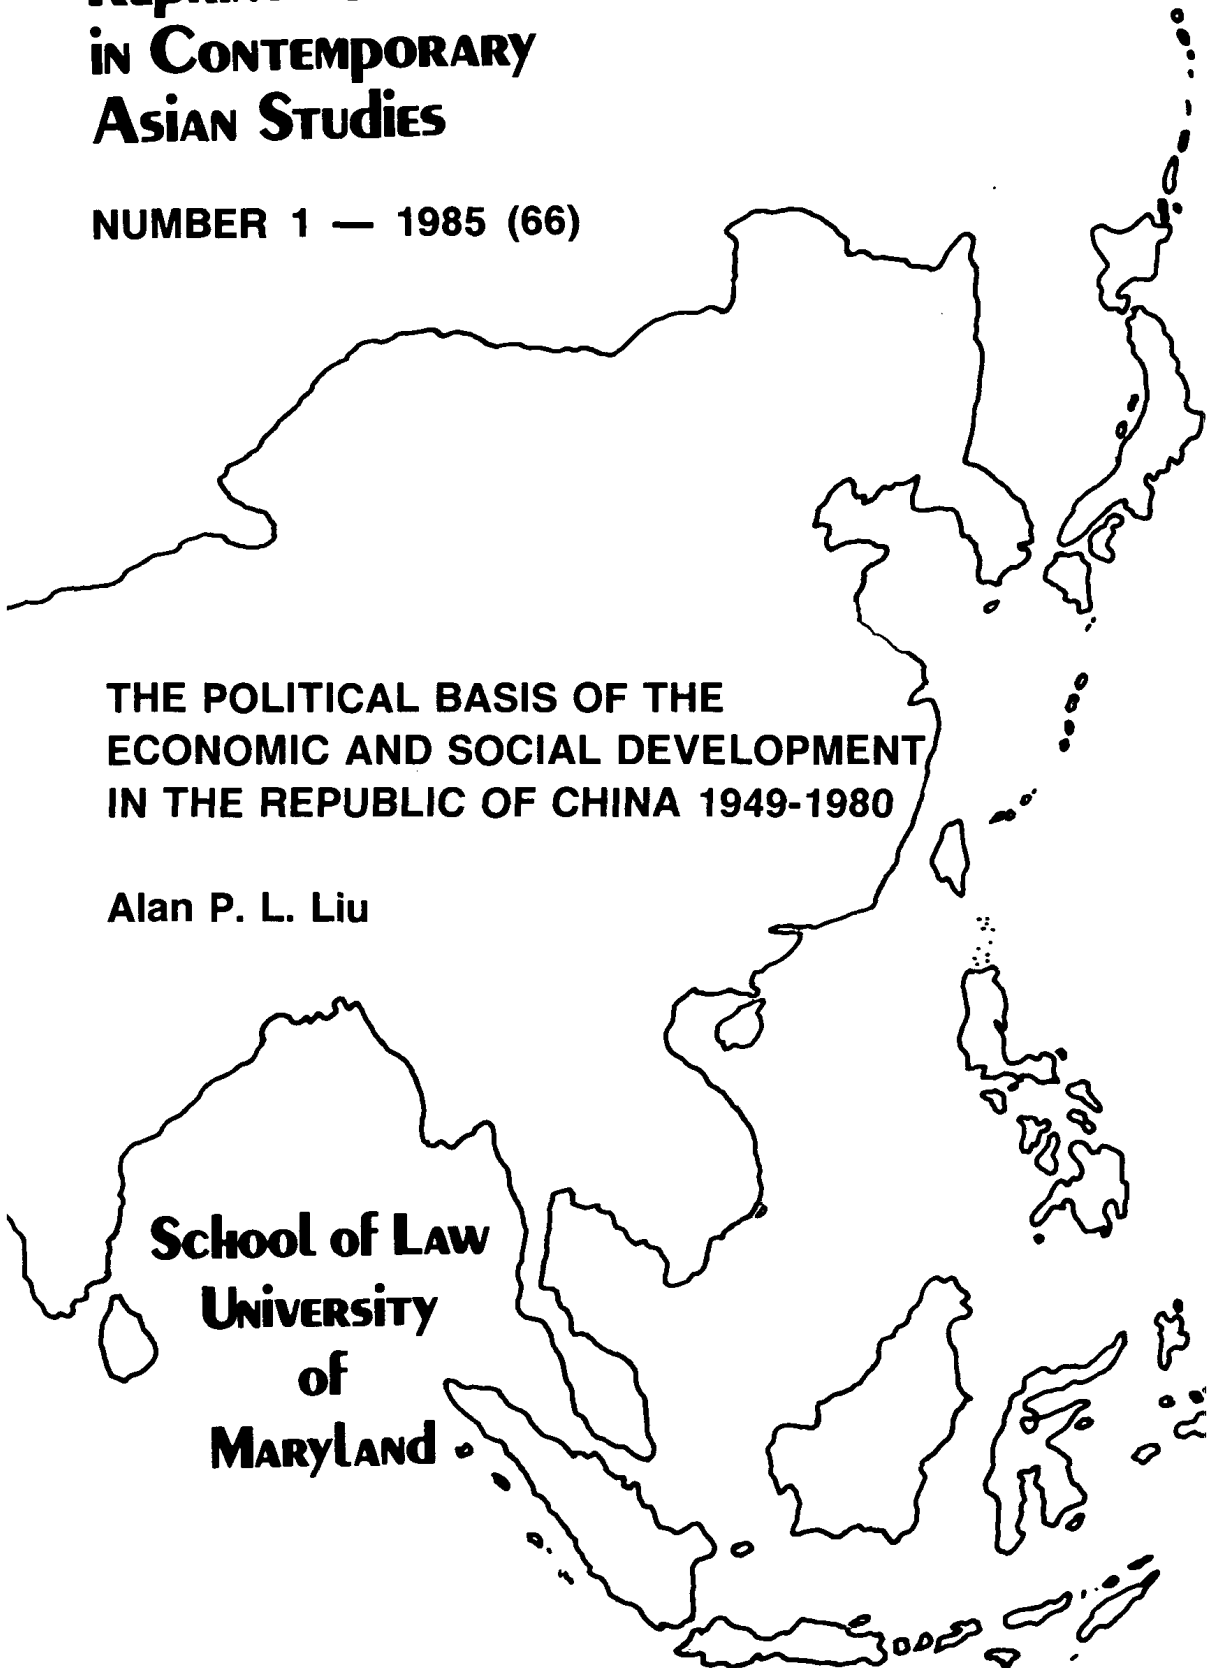 in Contemporary
Asian Studies
NUMBER 1 — 1985 (66)
THE POLITICAL BASIS OF THE
ECONOMIC AND SOCIAL DEVELOPMENT
IN THE REPUBLIC OF CHINA 1949-1980
Alan P. L. Liu
School of Law
University
of
Maryland